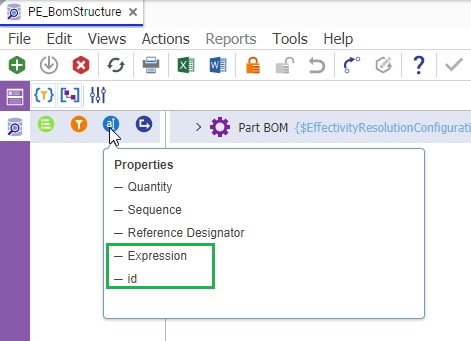 PE_BomStructure
File Edit Views Actions Reports Tools Help
Part BOM {$EffectivityResolutionConfigurati
Properties
— Quantity
— Sequence
— Reference Designator
— Expression
— id